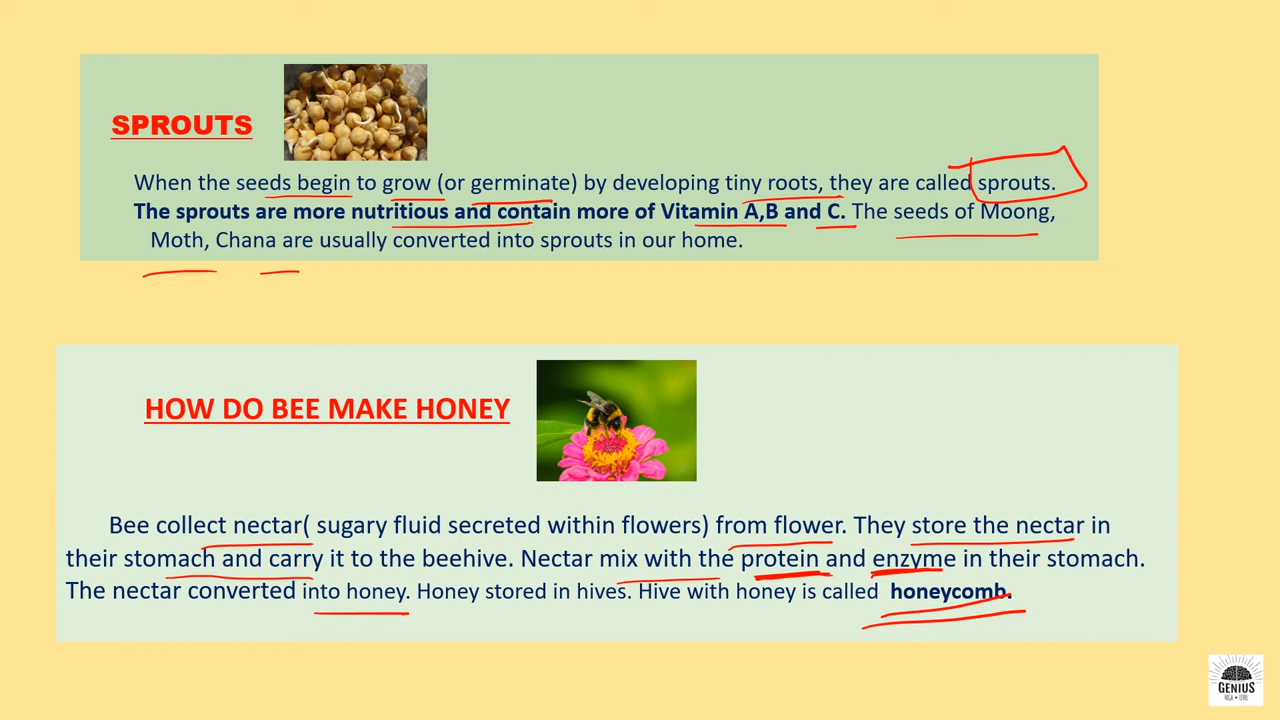 SPROUTS
When the seeds begin to grow (or germinate) by developing tiny roots, they are called sprouts.
The sprouts are more nutritious and contain more of Vitamin A,B and C. The seeds of Moong,
Moth, Chana are usually converted into sprouts in our home.
HOW DO BEE MAKE HONEY
Bee collect nectar( sugary fluid secreted within flowers) from flower. They store the nectar in
their stomach and carry it to the beehive. Nectar mix with the protein and enzyme in their stomach.
The nectar converted into honey. Honey stored in hives. Hive with honey is called honeycomb.
GENIUS
HIGH LEVEL